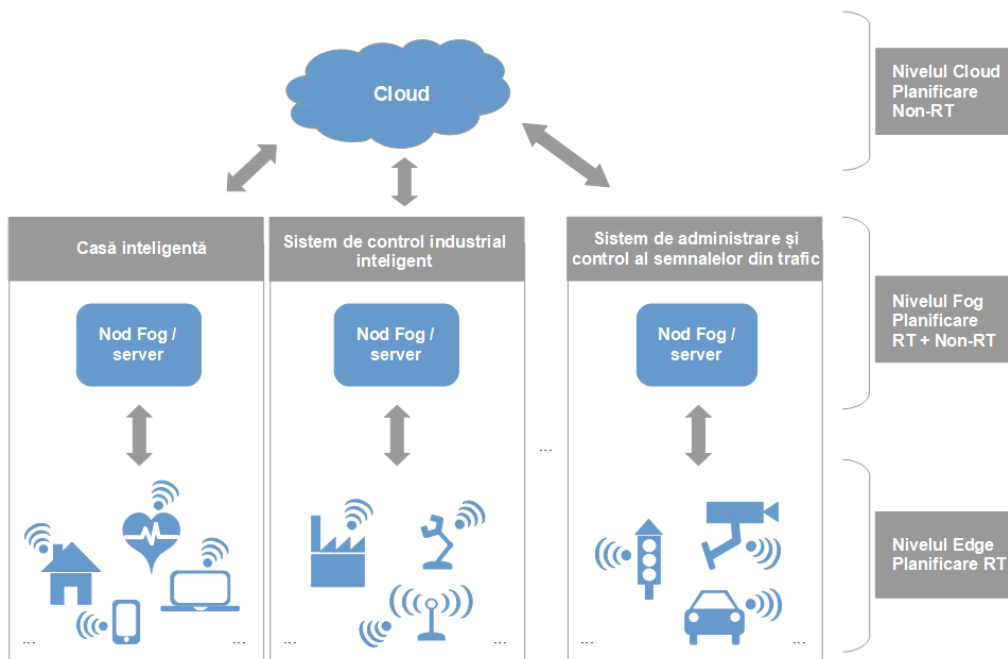 Cloud
Nivelul Cloud
Planificare
Non-RT
Casă inteligentă
Sistem de control industrial
inteligent
Sistem de administrare și
control al semnalelor din trafic
Nod Fog /
server
Nod Fog /
server
Nod Fog /
server
Nivelul Fog
Planificare
RT + Non-RT
...
Nivelul Edge
Planificare RT
...
...
...
...
...
...